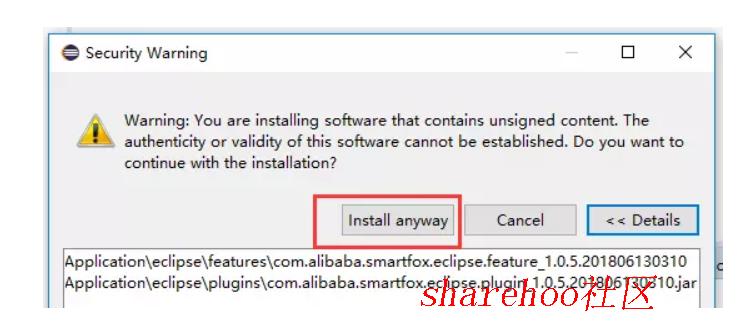 Security Warning
Warning: You are installing software that contains unsigned content. The
authenticity or validity of this software cannot be established. Do you want to
continue with the installation?
Install anyway
Cancel
<< Details
Application\eclipse\features\com.alibaba.smartfox.eclipse.feature_1.0.5.201806130310
Application\eclipse\plugins\com.alibaba.smartfox.eclipse.plugin_1.0.5.201806130310.jar
sharehoo社区